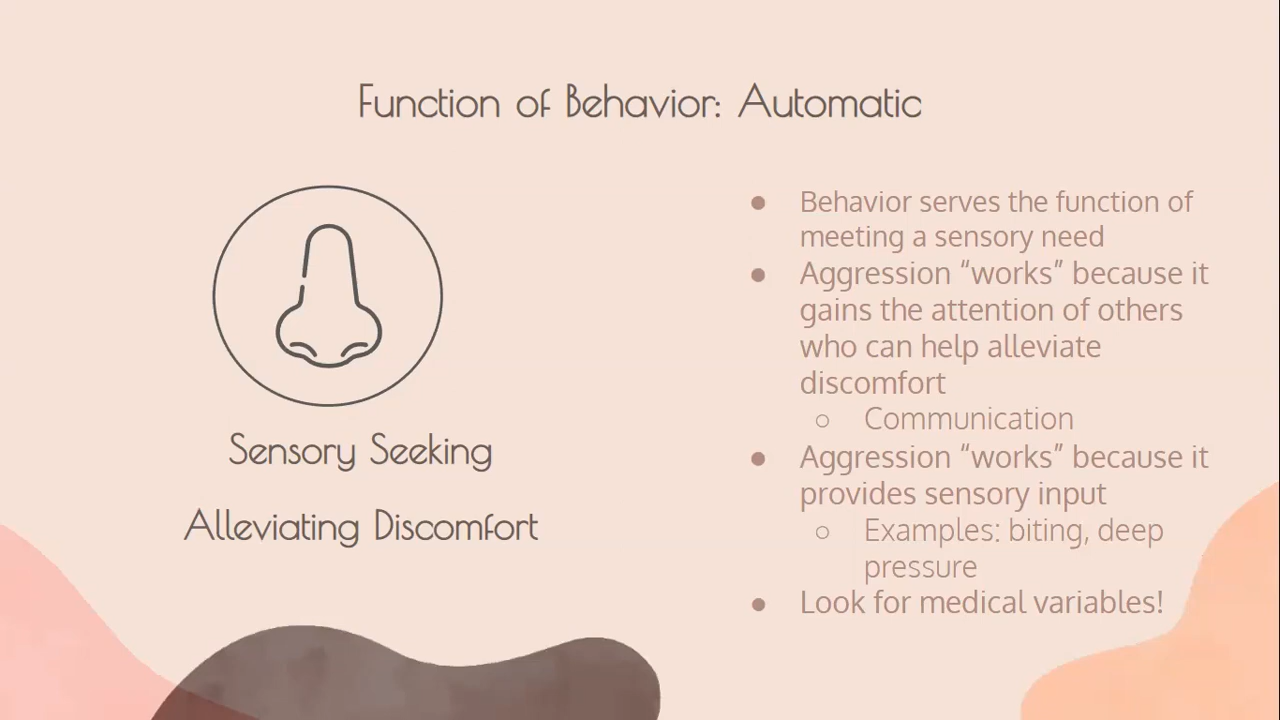 Function of Behavior: Automatic
Sensory Seeking
Alleviating Discomfort
● Behavior serves the function of
meeting a sensory need
● Aggression “works” because it
gains the attention of others
who can help alleviate
discomfort
○ Communication
● Aggression “works” because it
provides sensory input
○ Examples: biting, deep
pressure
● Look for medical variables!